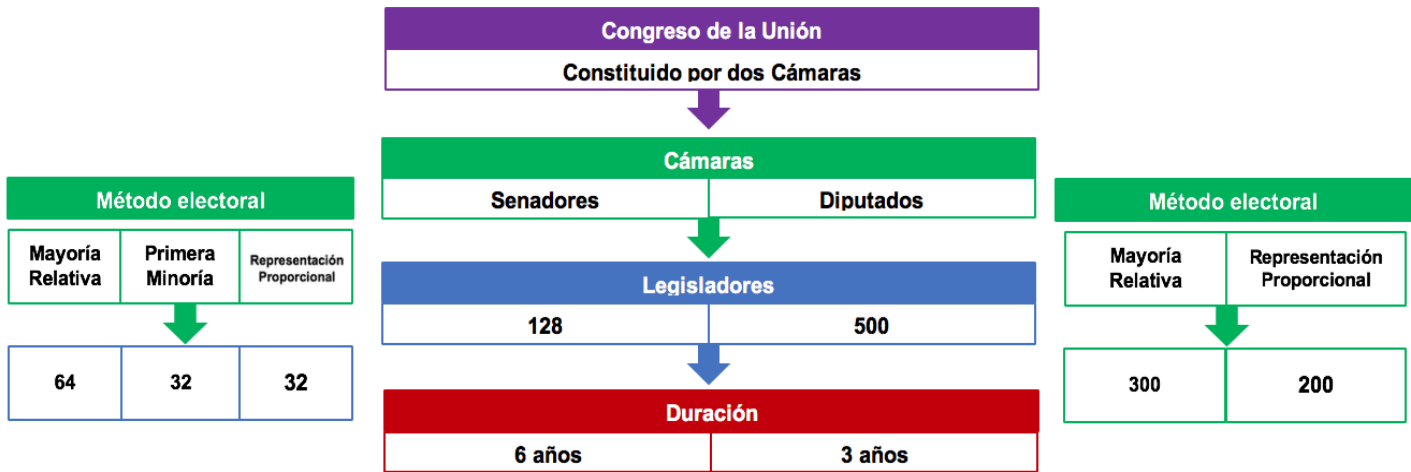 Congreso de la Unión
Constituido por dos Cámaras
Cámaras
Senadores Diputados
Legisladores
128 500
Duración
6 años 3 años
Método electoral
Mayoría Relativa
Primera Minoría
Representación Proporcional
64 32 32
Método electoral
Mayoría Relativa
Representación Proporcional
300 200